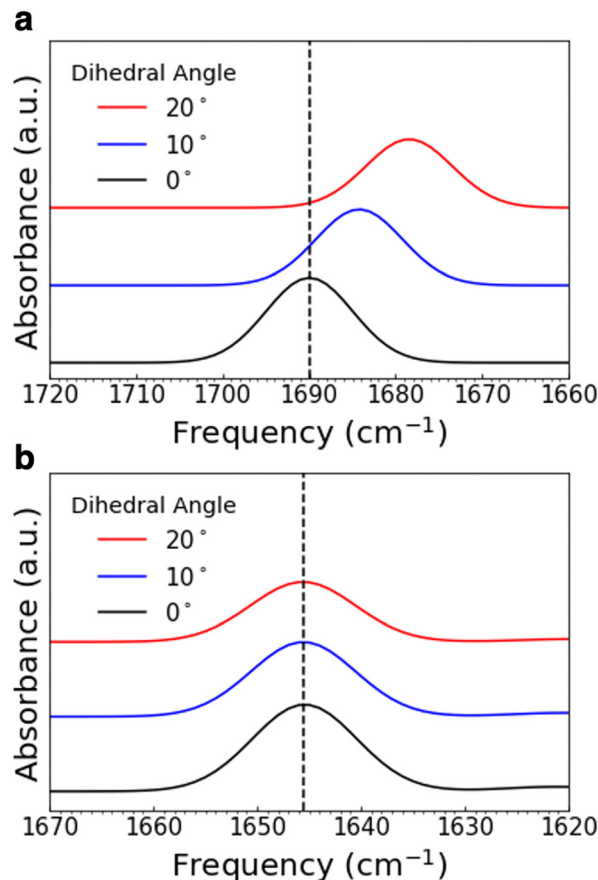 a
Dihedral Angle
20°
10°
0°
Absorbance (a.u.)
1720 1710 1700 1690 1680 1670 1660
Frequency (cm⁻¹)
b
Dihedral Angle
20°
10°
0°
Absorbance (a.u.)
1670 1660 1650 1640 1630 1620
Frequency (cm⁻¹)